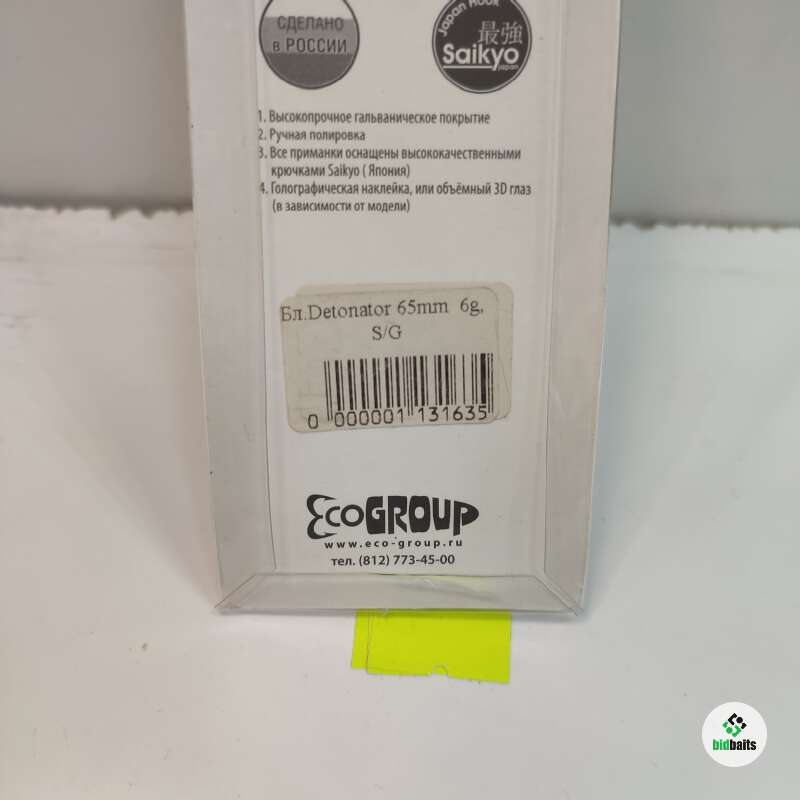 СДЕЛАНО
в РОССИИ
Japan Hook
最強
Saikyo
Japan
1. Высокопрочное гальваническое покрытие
2. Ручная полировка
3. Все приманки оснащены высококачественными
крючками Saikyo ( Япония)
4. Голографическая наклейка, или объёмный 3D глаз
(в зависимости от модели)
Бл.Detonator 65mm 6g,
S/G
0 000001 131635
ECOGROUP
www.eco-group.ru
тел. (812) 773-45-00
bidbaits